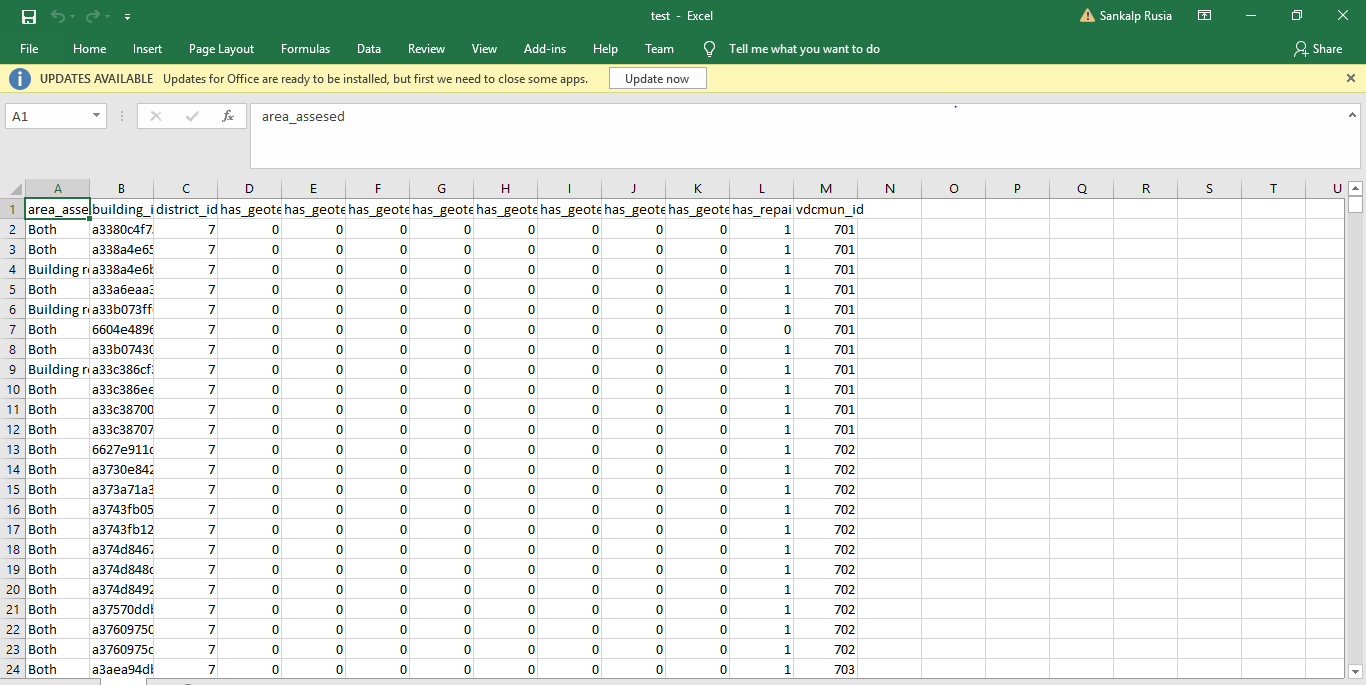 test - Excel
Sankalp Rusia
File Home Insert Page Layout Formulas Data Review View Add-ins Help Team Tell me what you want to do Share
UPDATES AVAILABLE Updates for Office are ready to be installed, but first we need to close some apps. Update now
A1 fx area_assesed
A B C D E F G H I J K L M N O P Q R S T U
1 area_asse building_i district_id has_geote has_geote has_geote has_geote has_geote has_geote has_geote has_geote has_repai vdcmun_id
2 Both a3380c4f7 7 0 0 0 0 0 0 0 0 1 701
3 Both a338a4e65 7 0 0 0 0 0 0 0 0 1 701
4 Building re a338a4e6b 7 0 0 0 0 0 0 0 0 1 701
5 Both a33a6eaa3 7 0 0 0 0 0 0 0 0 1 701
6 Building re a33b073ff 7 0 0 0 0 0 0 0 0 1 701
7 Both 6604e4896 7 0 0 0 0 0 0 0 0 0 701
8 Both a33b07430 7 0 0 0 0 0 0 0 0 1 701
9 Building re a33c386cf 7 0 0 0 0 0 0 0 0 1 701
10 Both a33c386ee 7 0 0 0 0 0 0 0 0 1 701
11 Both a33c38700 7 0 0 0 0 0 0 0 0 1 701
12 Both a33c38707 7 0 0 0 0 0 0 0 0 1 701
13 Both 6627e911c 7 0 0 0 0 0 0 0 0 1 702
14 Both a3730e842 7 0 0 0 0 0 0 0 0 1 702
15 Both a373a71a3 7 0 0 0 0 0 0 0 0 1 702
16 Both a3743fb05 7 0 0 0 0 0 0 0 0 1 702
17 Both a3743fb12 7 0 0 0 0 0 0 0 0 1 702
18 Both a374d8467 7 0 0 0 0 0 0 0 0 1 702
19 Both a374d848c 7 0 0 0 0 0 0 0 0 1 702
20 Both a374d8492 7 0 0 0 0 0 0 0 0 1 702
21 Both a37570ddb 7 0 0 0 0 0 0 0 0 1 702
22 Both a37609750 7 0 0 0 0 0 0 0 0 1 702
23 Both a3760975c 7 0 0 0 0 0 0 0 0 1 702
24 Both a3aea94db 7 0 0 0 0 0 0 0 0 1 703